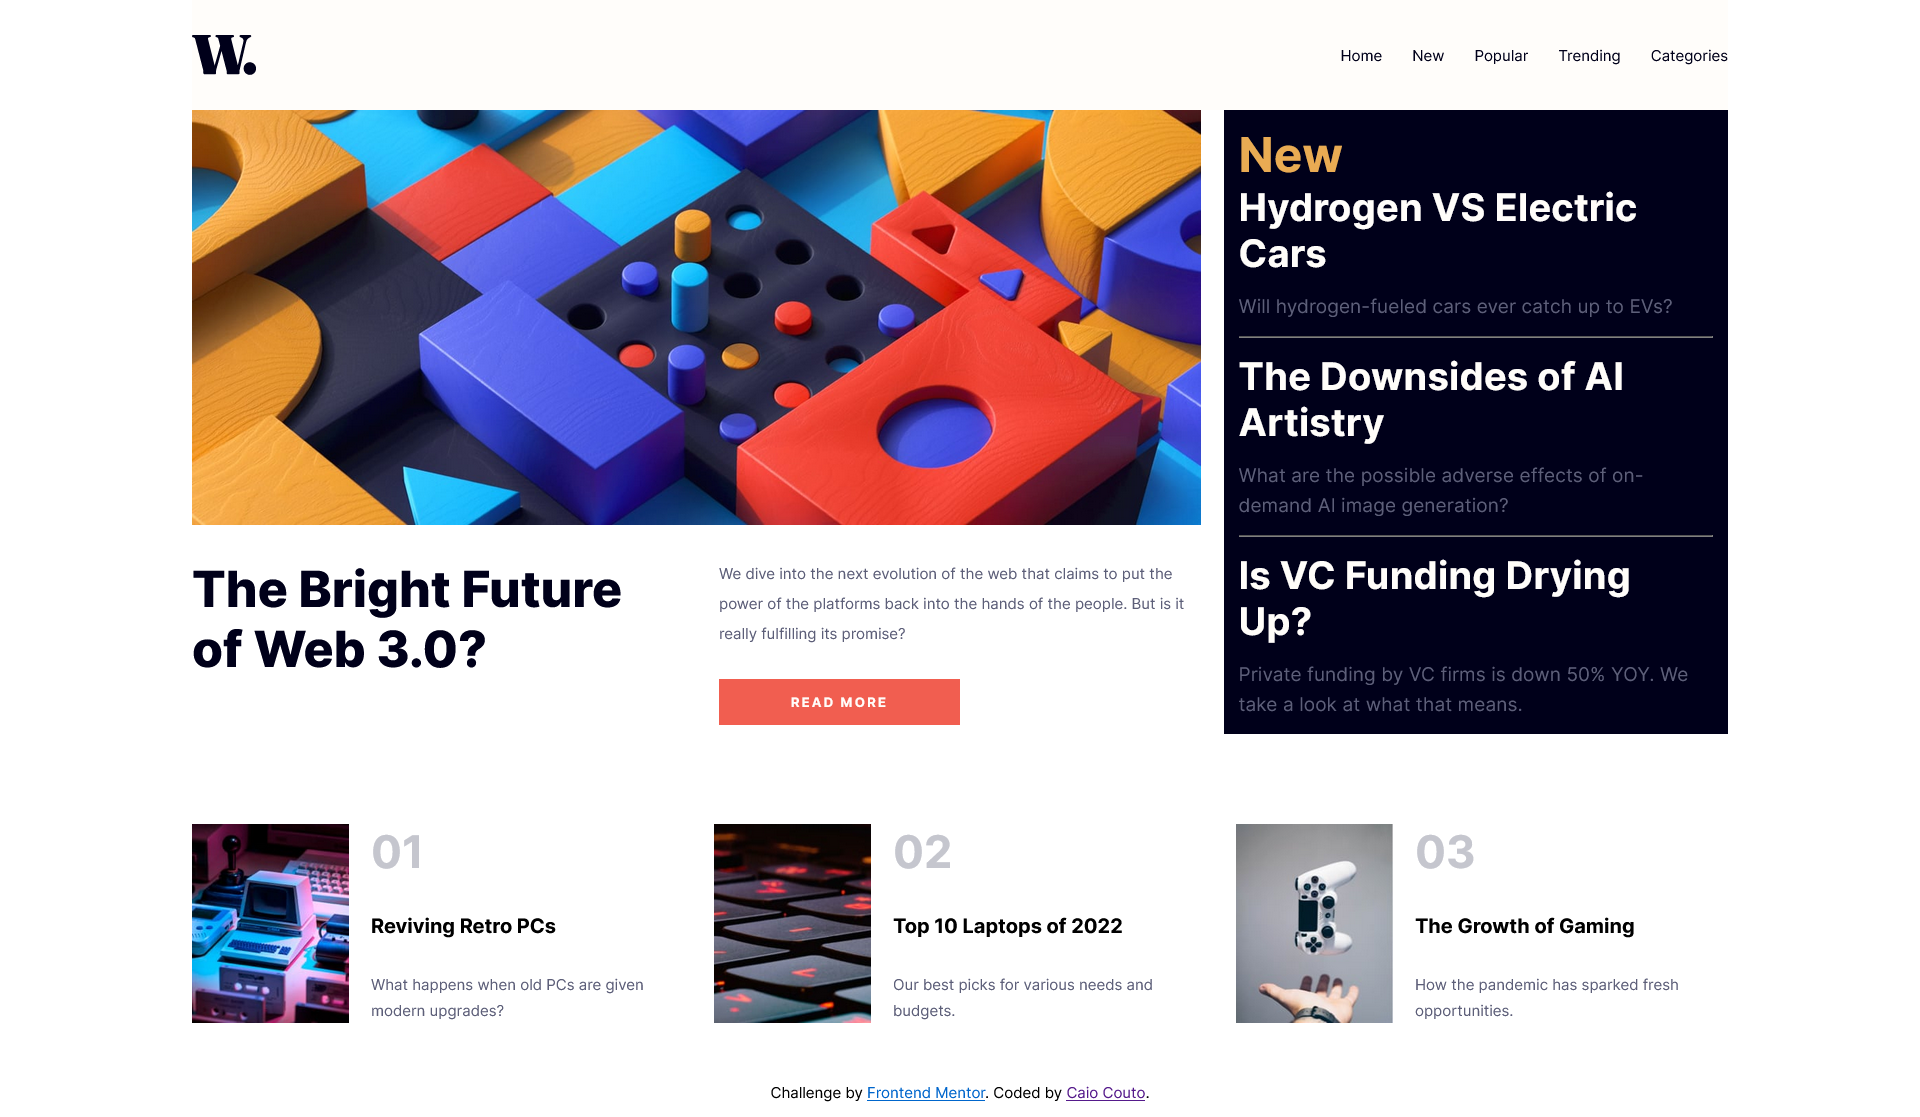 W.
Home New Popular Trending Categories
New
Hydrogen VS Electric
Cars
Will hydrogen-fueled cars ever catch up to EVs?
The Downsides of AI
Artistry
What are the possible adverse effects of on-
demand AI image generation?
Is VC Funding Drying
Up?
Private funding by VC firms is down 50% YOY. We
take a look at what that means.
The Bright Future
of Web 3.0?
We dive into the next evolution of the web that claims to put the
power of the platforms back into the hands of the people. But is it
really fulfilling its promise?
READ MORE
01
Reviving Retro PCs
What happens when old PCs are given
modern upgrades?
02
Top 10 Laptops of 2022
Our best picks for various needs and
budgets.
03
The Growth of Gaming
How the pandemic has sparked fresh
opportunities.
Challenge by Frontend Mentor. Coded by Caio Couto.